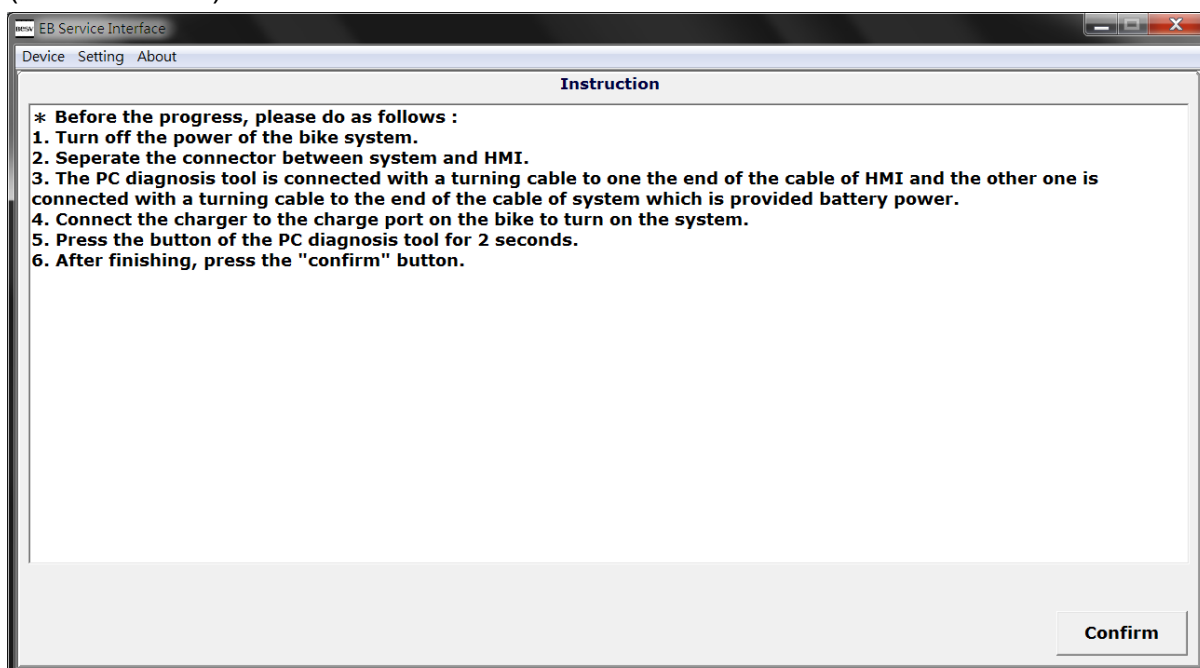 BESV EB Service Interface
Device Setting About
Instruction
* Before the progress, please do as follows :
1. Turn off the power of the bike system.
2. Seperate the connector between system and HMI.
3. The PC diagnosis tool is connected with a turning cable to one the end of the cable of HMI and the other one is
connected with a turning cable to the end of the cable of system which is provided battery power.
4. Connect the charger to the charge port on the bike to turn on the system.
5. Press the button of the PC diagnosis tool for 2 seconds.
6. After finishing, press the "confirm" button.
Confirm